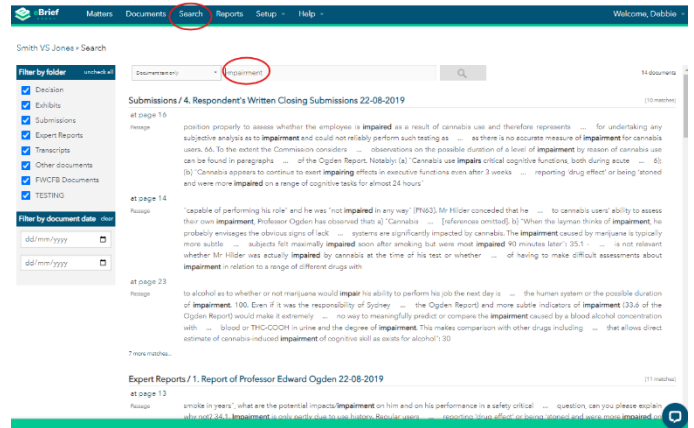 eBrief
Matters Documents Search Reports Setup Help
Welcome, Debbie
Smith VS Jones » Search
Filter by folder uncheck all
Decision
Exhibits
Submissions
Expert Reports
Transcripts
Other documents
FWCFB Documents
TESTING
Filter by document date clear
dd/mm/yyyy
dd/mm/yyyy
Document text only
impairment
14 documents
Submissions / 4. Respondent's Written Closing Submissions 22-08-2019
(10 matches)
at page 16
Passage
position properly to assess whether the employee is impaired as a result of cannabis use and therefore represents ... for undertaking any
subjective analysis as to impairment and could not reliably perform such testing as ... as there is no accurate measure of impairment for cannabis
users. 66. To the extent the Commission considers ... observations on the possible duration of a level of impairment by reason of cannabis use
can be found in paragraphs ... of the Ogden Report. Notably: (a) 'Cannabis use impairs critical cognitive functions, both during acute ... 6);
(b) 'Cannabis appears to continue to exert impairing effects in executive functions even after 3 weeks ... reporting 'drug effect' or being 'stoned
and were more impaired on a range of cognitive tasks for almost 24 hours'
at page 14
Passage
'capable of performing his role' and he was "not impaired in any way" [PN63]. Mr Hilder conceded that he ... to cannabis users' ability to assess
their own impairment, Professor Ogden has observed that: a) "Cannabis ... [references omitted]. b) "When the layman thinks of impairment, he
probably envisages the obvious signs of lack ... systems are significantly impacted by cannabis. The impairment caused by marijuana is typically
more subtle ... subjects felt maximally impaired soon after smoking but were most impaired 90 minutes later'): 35.1 - ... is not relevant
whether Mr Hilder was actually impaired by cannabis at the time of his test or whether ... of having to make difficult assessments about
impairment in relation to a range of different drugs with
at page 23
Passage
to alcohol as to whether or not marijuana would impair his ability to perform his job the next day is ... the human system or the possible duration
of impairment. 100. Even if it was the responsibility of Sydney ... the Ogden Report) and more subtle indicators of impairment (33.6 of the
Ogden Report) would make it extremely ... no way to meaningfully predict or compare the impairment caused by a blood alcohol concentration
with ... blood or THC-COOH in urine and the degree of impairment. This makes comparison with other drugs including ... that allows direct
estimate of cannabis-induced impairment of cognitive skill as exists for alcohol': 30
7 more matches...
Expert Reports / 1. Report of Professor Edward Ogden 22-08-2019
(11 matches)
at page 13
Passage
smoke in years', what are the potential impacts/impairment on him and on his performance in a safety critical ... question, can you please explain
why not? 34.1. Impairment is only partly due to use history. Regular users ... reporting 'drug effect' or being 'stoned and were more impaired on